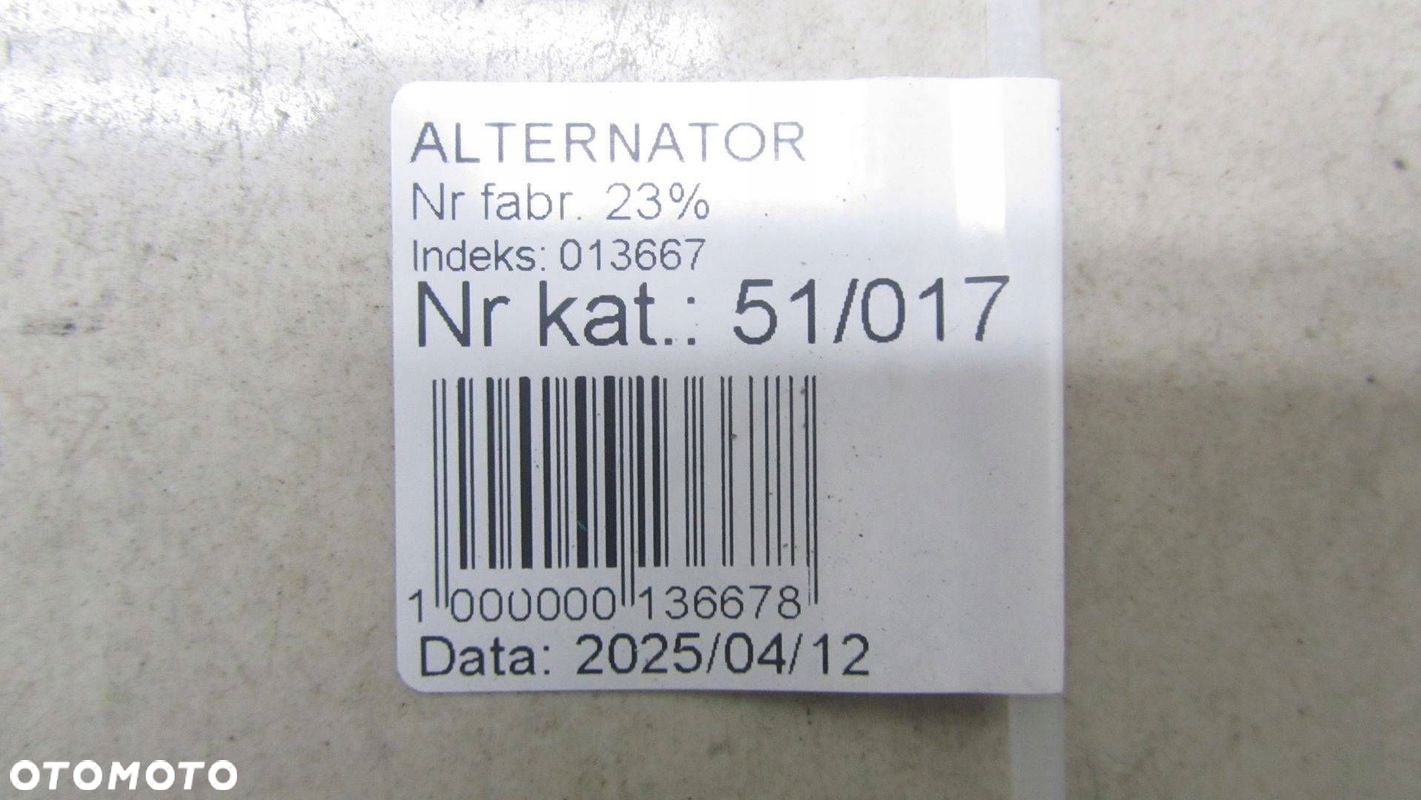 ALTERNATOR
Nr fabr. 23%
Indeks: 013667
Nr kat.: 51/017
1 000000 136678
Data: 2025/04/12
OTOMOTO